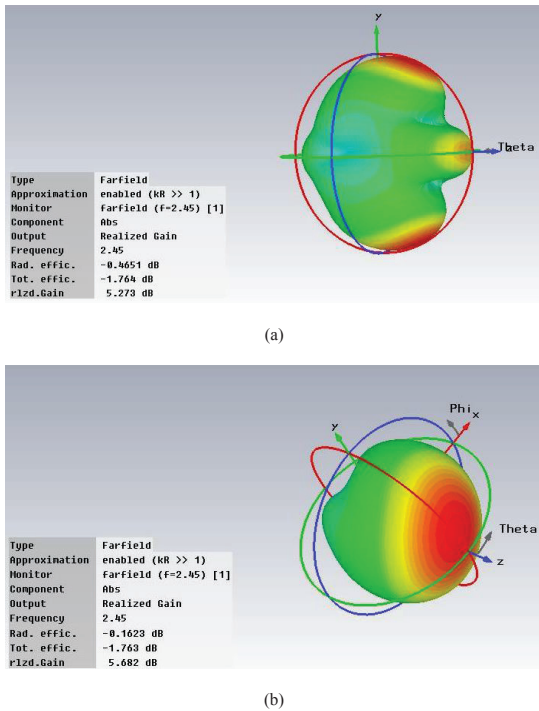 y
Theta
Type Farfield
Approximation enabled (kR >> 1)
Monitor farfield (f=2.45) [1]
Component Abs
Output Realized Gain
Frequency 2.45
Rad. effic. -0.4651 dB
Tot. effic. -1.764 dB
rlzd.Gain 5.273 dB
(a)
Phi x
y
Theta
z
Type Farfield
Approximation enabled (kR >> 1)
Monitor farfield (f=2.45) [1]
Component Abs
Output Realized Gain
Frequency 2.45
Rad. effic. -0.1623 dB
Tot. effic. -1.763 dB
rlzd.Gain 5.682 dB
(b)